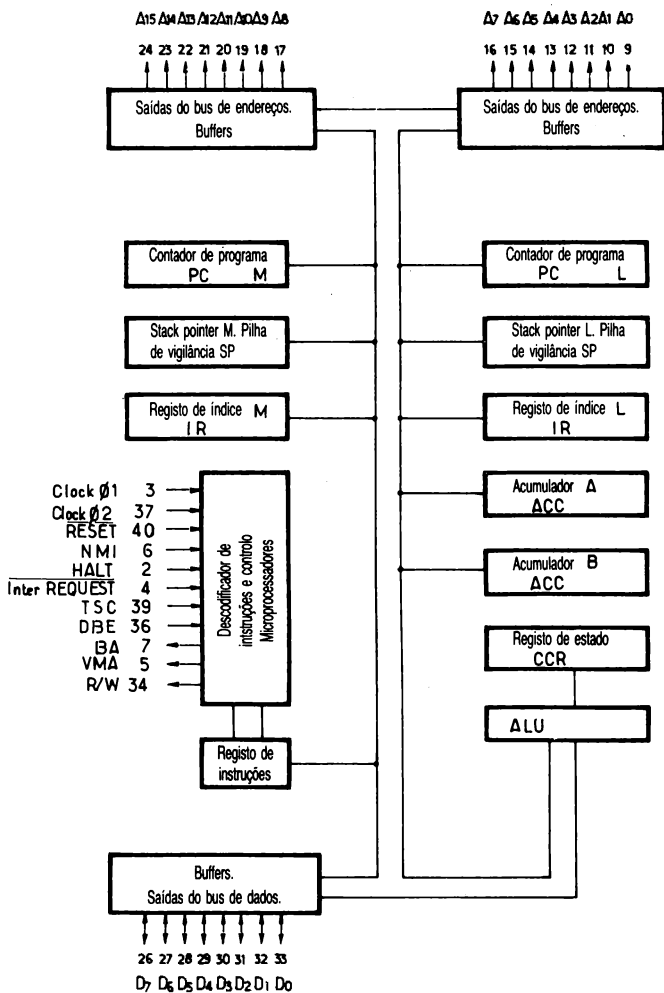 A15 A14 A13 A12 A11 A10 A9 A8
24 23 22 21 20 19 18 17
Saídas do bus de endereços.
Buffers
A7 A6 A5 A4 A3 A2 A1 A0
16 15 14 13 12 11 10 9
Saídas do bus de endereços.
Buffers
Contador de programa
PC M
Contador de programa
PC L
Stack pointer M. Pilha
de vigilância SP
Stack pointer L. Pilha
de vigilância SP
Registo de índice M
IR
Registo de índice L
IR
Clock Ø1 3
Clock Ø2 37
RESET 40
NMI 6
HALT 2
Inter REQUEST 4
TSC 39
DBE 36
BA 7
VMA 5
R/W 34
Descodificador de
intstruções e controlo
Microprocessadores
Acumulador A
ACC
Acumulador B
ACC
Registo de estado
CCR
ALU
Registo de
instruções
Buffers.
Saídas do bus de dados.
26 27 28 29 30 31 32 33
D7 D6 D5 D4 D3 D2 D1 D0